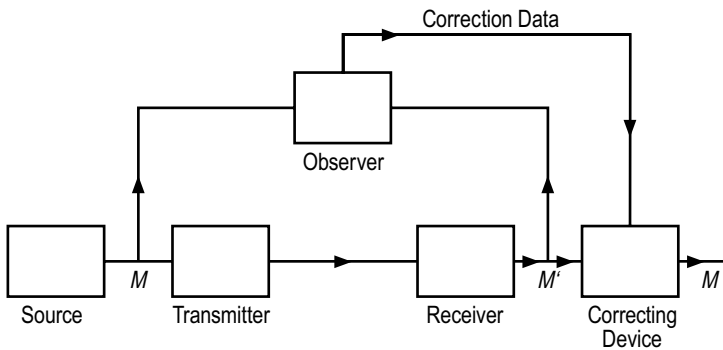 Correction Data
Observer
M
M‘
M
Source
Transmitter
Receiver
Correcting
Device